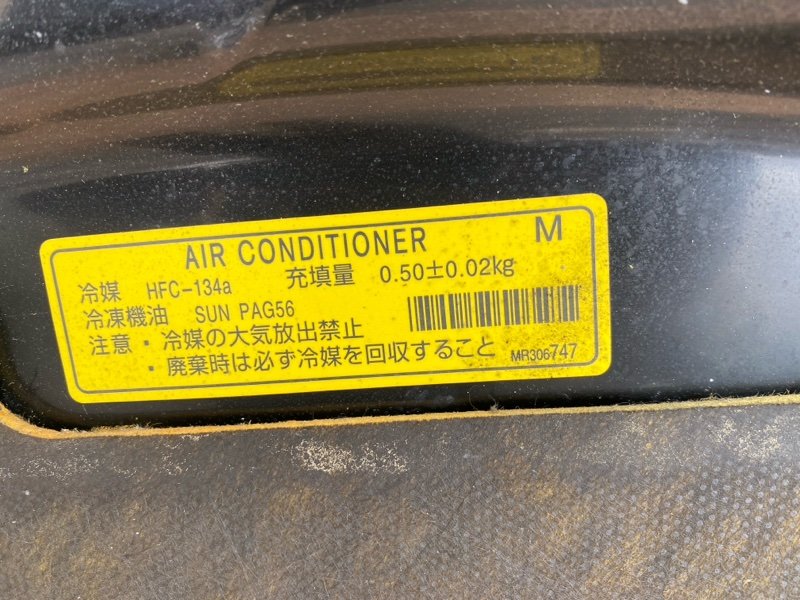 AIR CONDITIONER M
冷媒 HFC-134a 充填量 0.50±0.02kg
冷凍機油 SUN PAG56
注意・冷媒の大気放出禁止
・廃棄時は必ず冷媒を回収すること MR306747